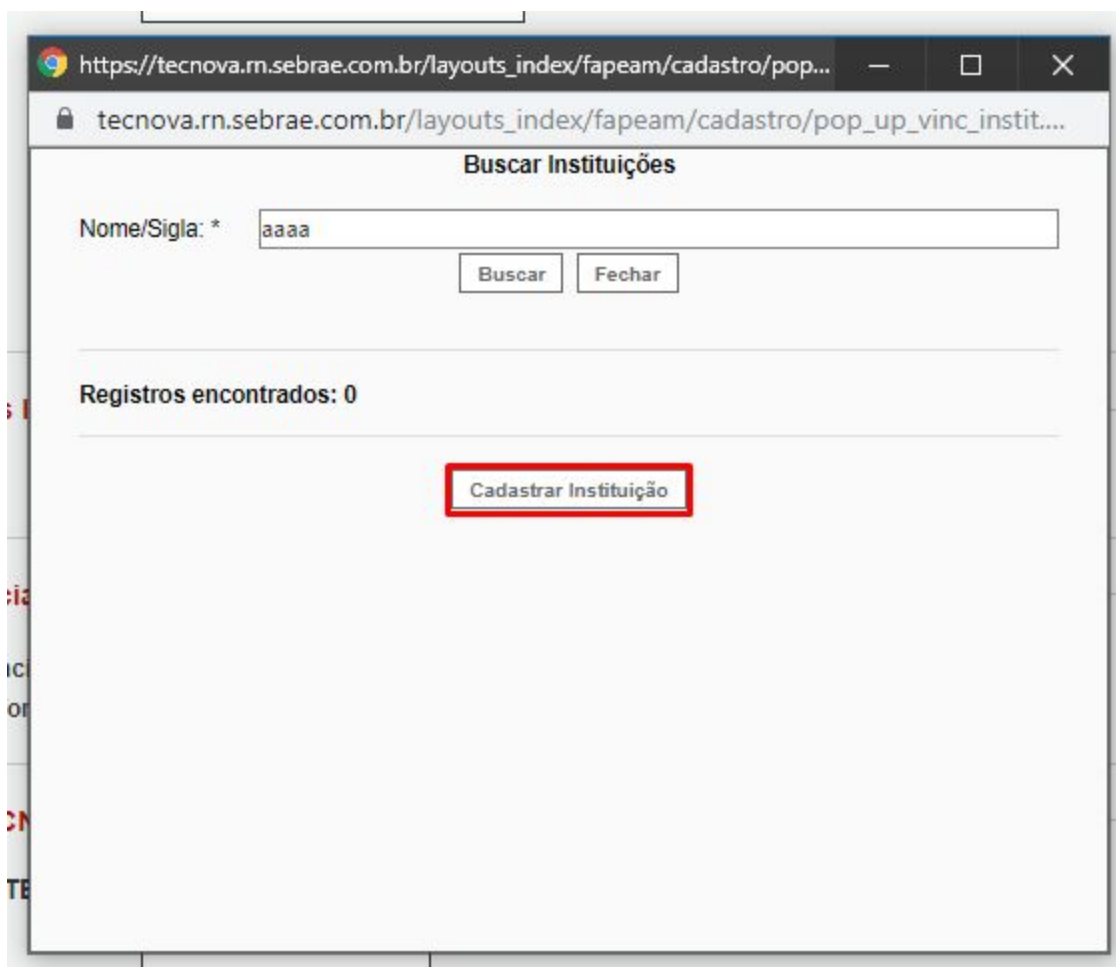 https://tecnova.rn.sebrae.com.br/layouts_index/fapeam/cadastro/pop...
tecnova.rn.sebrae.com.br/layouts_index/fapeam/cadastro/pop_up_vinc_instit....
Buscar Instituições
Nome/Sigla: *
aaaa
Buscar Fechar
Registros encontrados: 0
Cadastrar Instituição